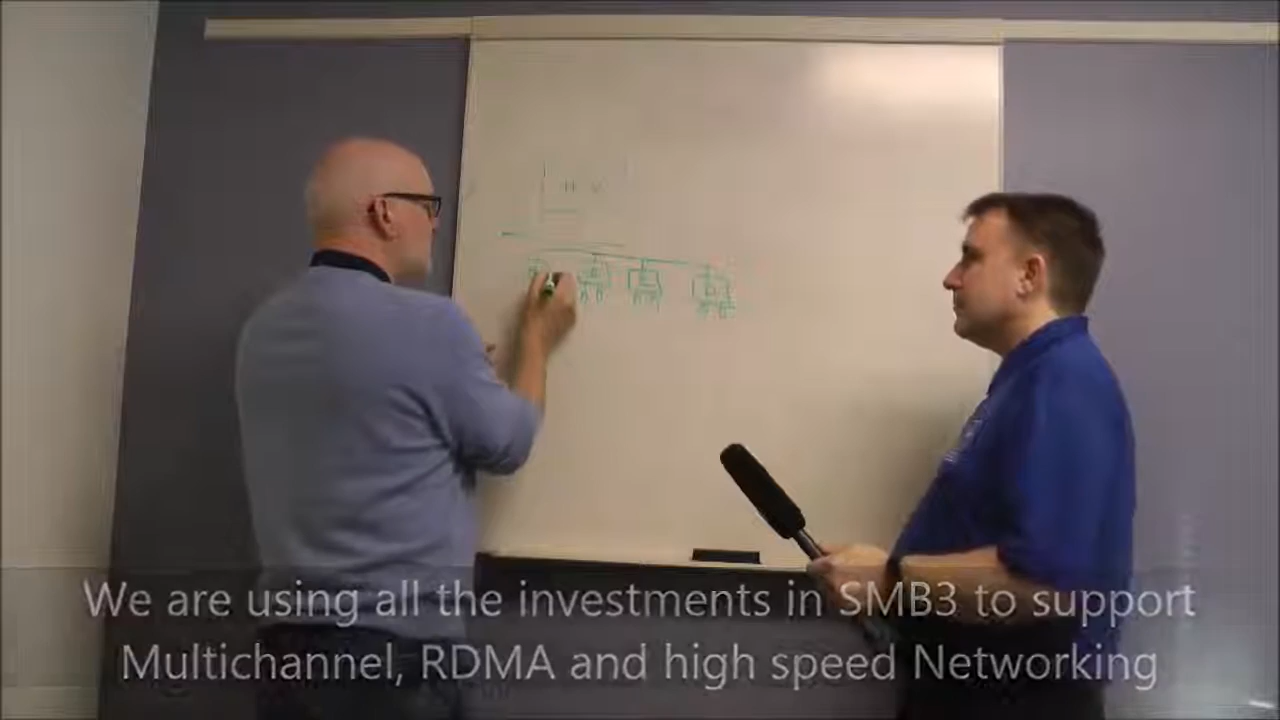 We are using all the investments in SMB3 to support
Multichannel, RDMA and high speed Networking